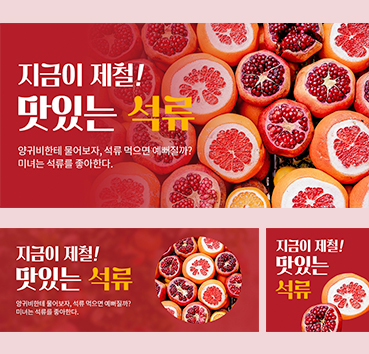 지금이 제철!
맛있는 석류
양귀비한테 물어보자, 석류 먹으면 예뻐질까?
미녀는 석류를 좋아한다.
지금이 제철!
맛있는 석류
양귀비한테 물어보자, 석류 먹으면 예뻐질까?
미녀는 석류를 좋아한다.
지금이 제철!
맛있는
석류